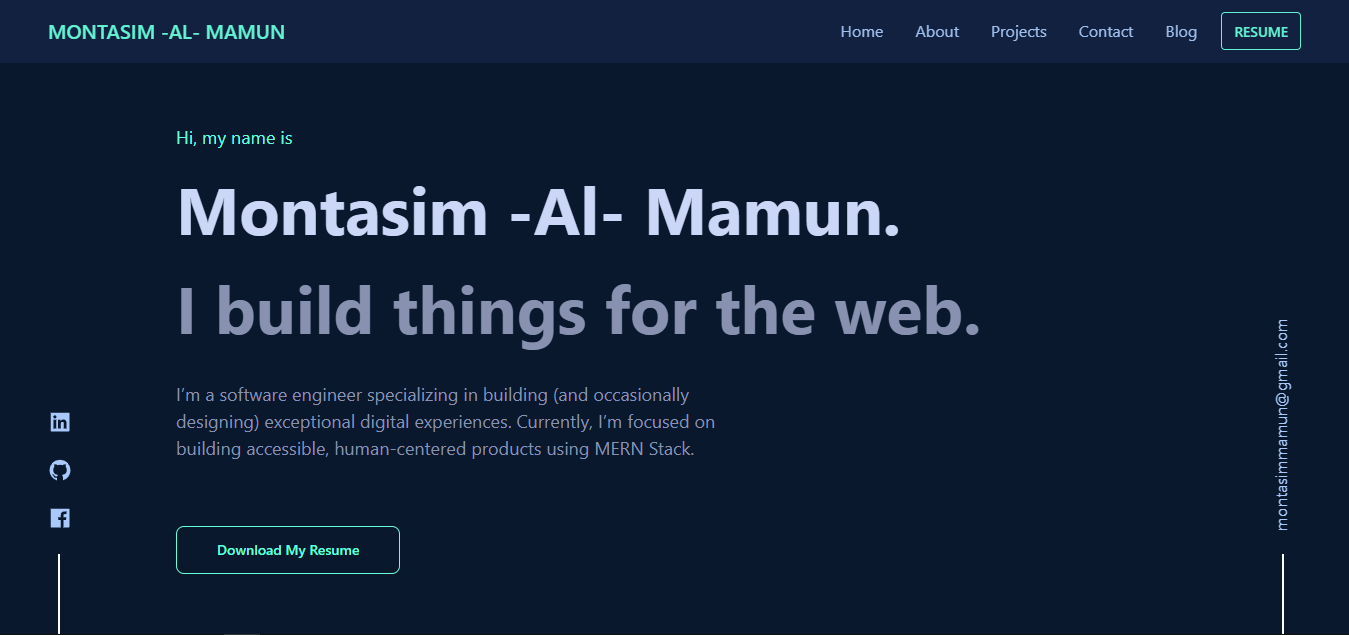 MONTASIM -AL- MAMUN
Home
About
Projects
Contact
Blog
RESUME
Hi, my name is
Montasim -Al- Mamun.
I build things for the web.
I’m a software engineer specializing in building (and occasionally
designing) exceptional digital experiences. Currently, I’m focused on
building accessible, human-centered products using MERN Stack.
Download My Resume
montasimmamun@gmail.com
in
f